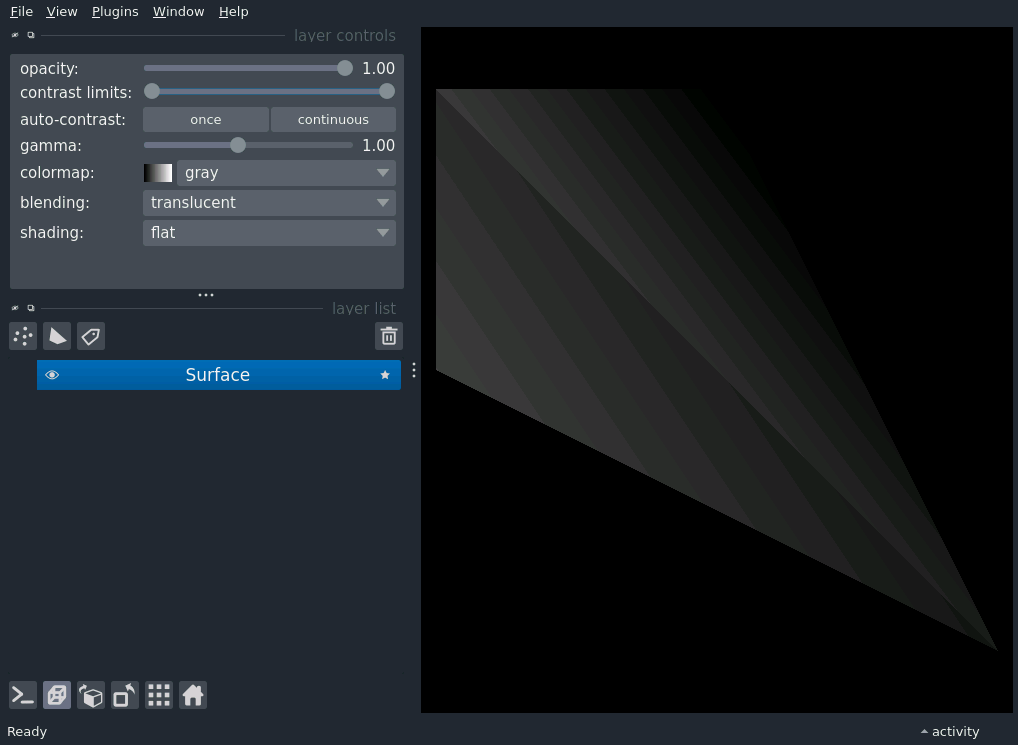 File View Plugins Window Help
layer controls
opacity: 1.00
contrast limits:
auto-contrast: once continuous
gamma: 1.00
colormap: gray
blending: translucent
shading: flat
layer list
Surface
Ready activity